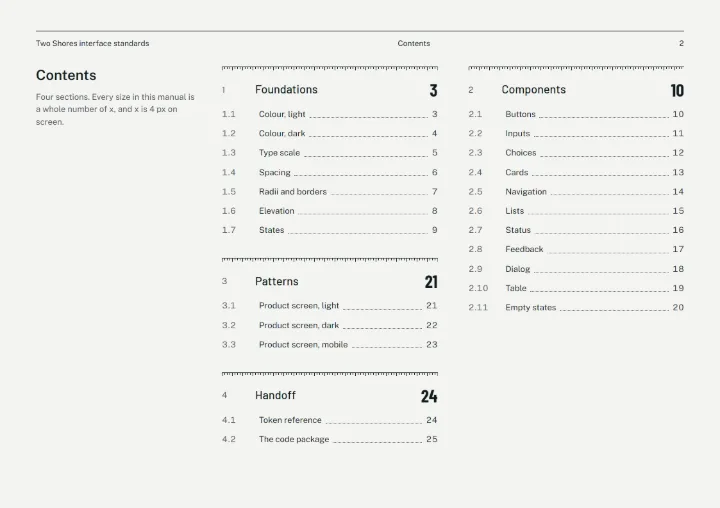 Two Shores interface standards
Contents
2
Contents
Four sections. Every size in this manual is
a whole number of x, and x is 4 px on
screen.
1 Foundations 3
1.1 Colour, light 3
1.2 Colour, dark 4
1.3 Type scale 5
1.4 Spacing 6
1.5 Radii and borders 7
1.6 Elevation 8
1.7 States 9
3 Patterns 21
3.1 Product screen, light 21
3.2 Product screen, dark 22
3.3 Product screen, mobile 23
4 Handoff 24
4.1 Token reference 24
4.2 The code package 25
2 Components 10
2.1 Buttons 10
2.2 Inputs 11
2.3 Choices 12
2.4 Cards 13
2.5 Navigation 14
2.6 Lists 15
2.7 Status 16
2.8 Feedback 17
2.9 Dialog 18
2.10 Table 19
2.11 Empty states 20